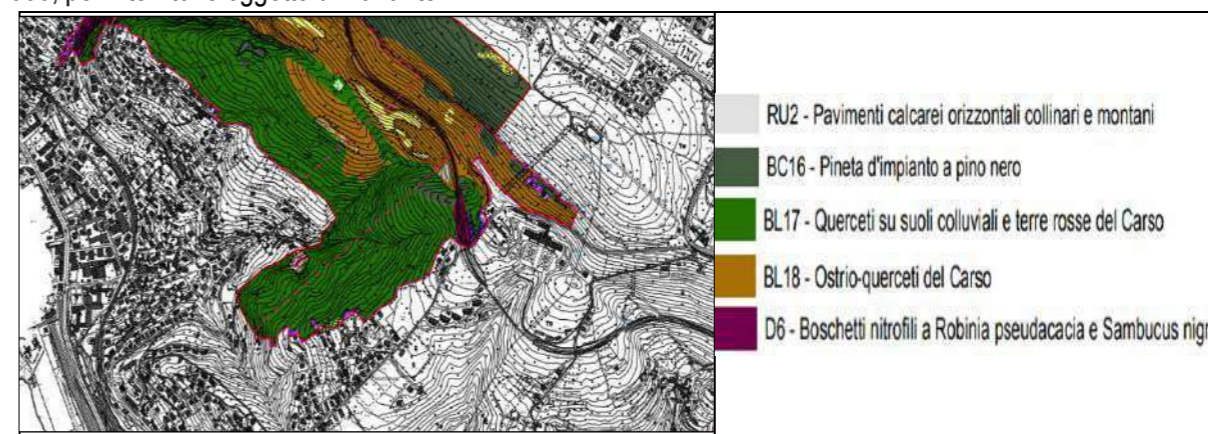 RU2 - Pavimenti calcarei orizzontali collinari e montani
BC16 - Pineta d'impianto a pino nero
BL17 - Querceti su suoli colluviali e terre rosse del Carso
BL18 - Ostrio-querceti del Carso
D6 - Boschetti nitrofili a Robinia pseudacacia e Sambucus nigr